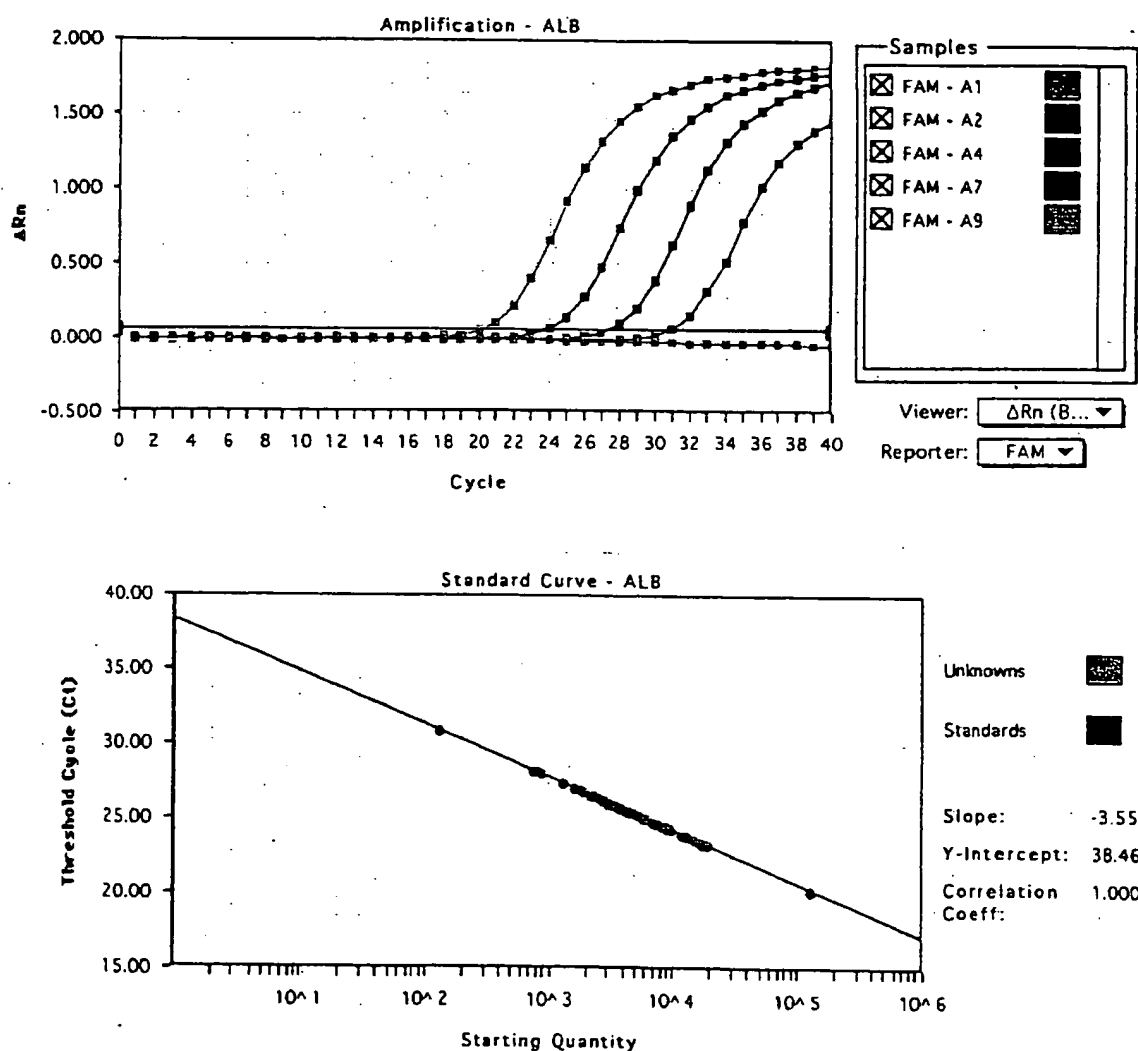 Amplification - ALB
2.000
1.500
1.000
0.500
0.000
-0.500
ΔRn
0 2 4 6 8 10 12 14 16 18 20 22 24 26 28 30 32 34 36 38 40
Cycle
Samples
FAM - A1
FAM - A2
FAM - A4
FAM - A7
FAM - A9
Viewer: ΔRn (B... ▼
Reporter: FAM ▼
Standard Curve - ALB
40.00
35.00
30.00
25.00
20.00
15.00
Threshold Cycle (Ct)
10^1 10^2 10^3 10^4 10^5 10^6
Starting Quantity
Unknowns
Standards
Slope: -3.55
Y-Intercept: 38.46
Correlation 1.000
Coeff: